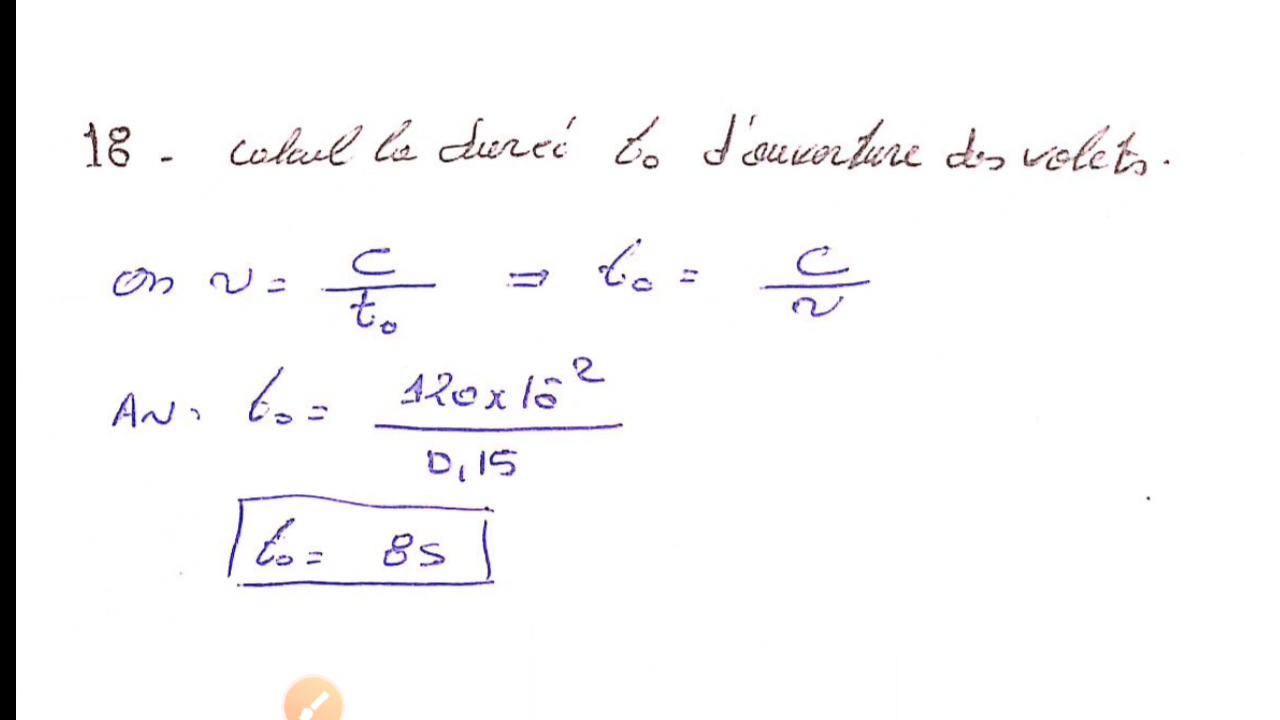 18 - calcul la dureé t₀ d'ouverture des volets.
on v = C / t₀ ⇒ t₀ = C / v
AN: t₀ = 120 x 10⁻² / 0,15
t₀ = 8s